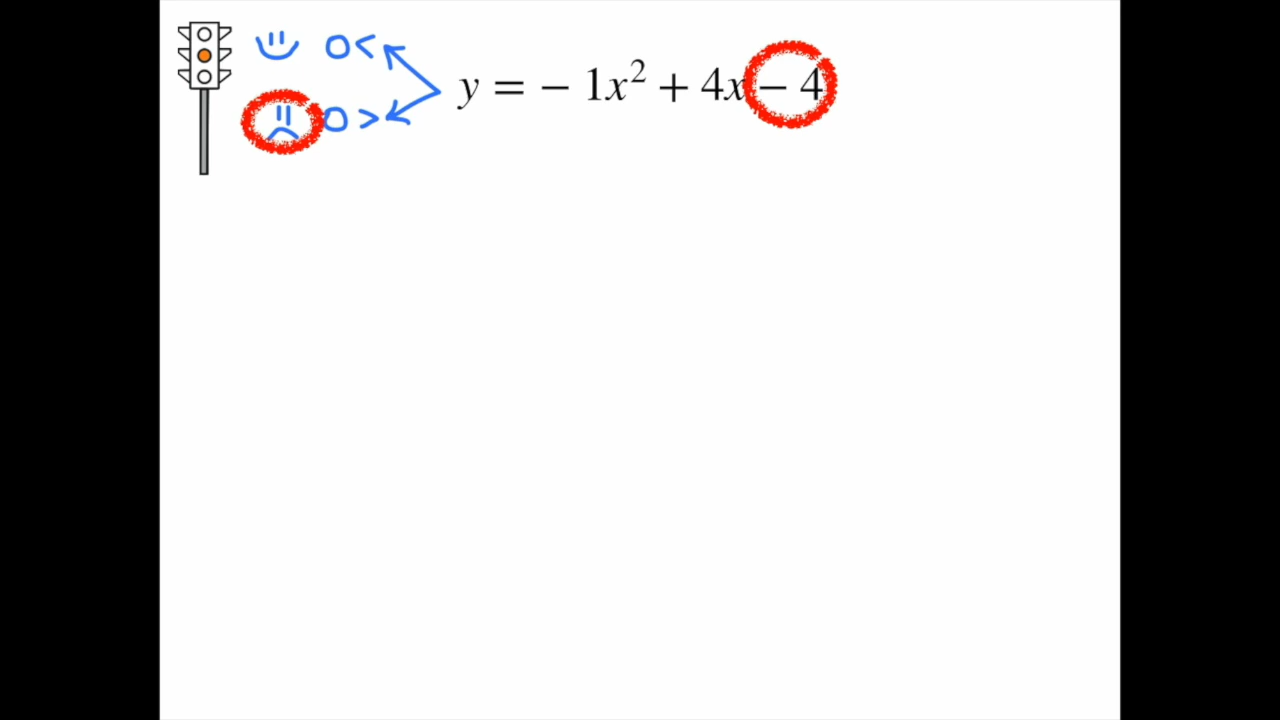 0 <
y = − 1x² + 4x − 4
0 >